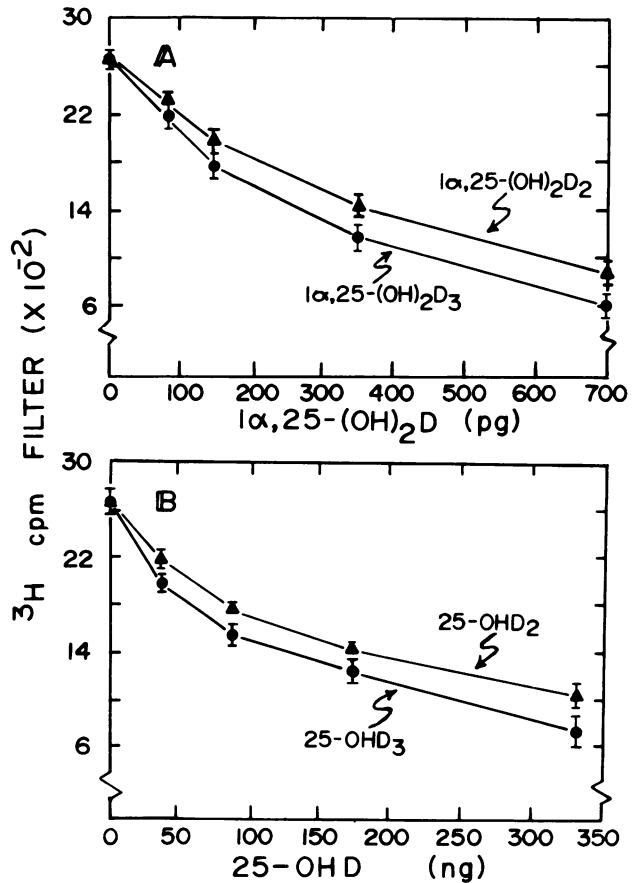 ³H cpm FILTER (X10⁻²)
A
30
22
14
6
1α,25-(OH)₂D₂
1α,25-(OH)₂D₃
0 100 200 300 400 500 600 700
1α,25-(OH)₂D (pg)
B
30
22
14
6
25-OHD₂
25-OHD₃
0 50 100 150 200 250 300 350
25-OHD (ng)